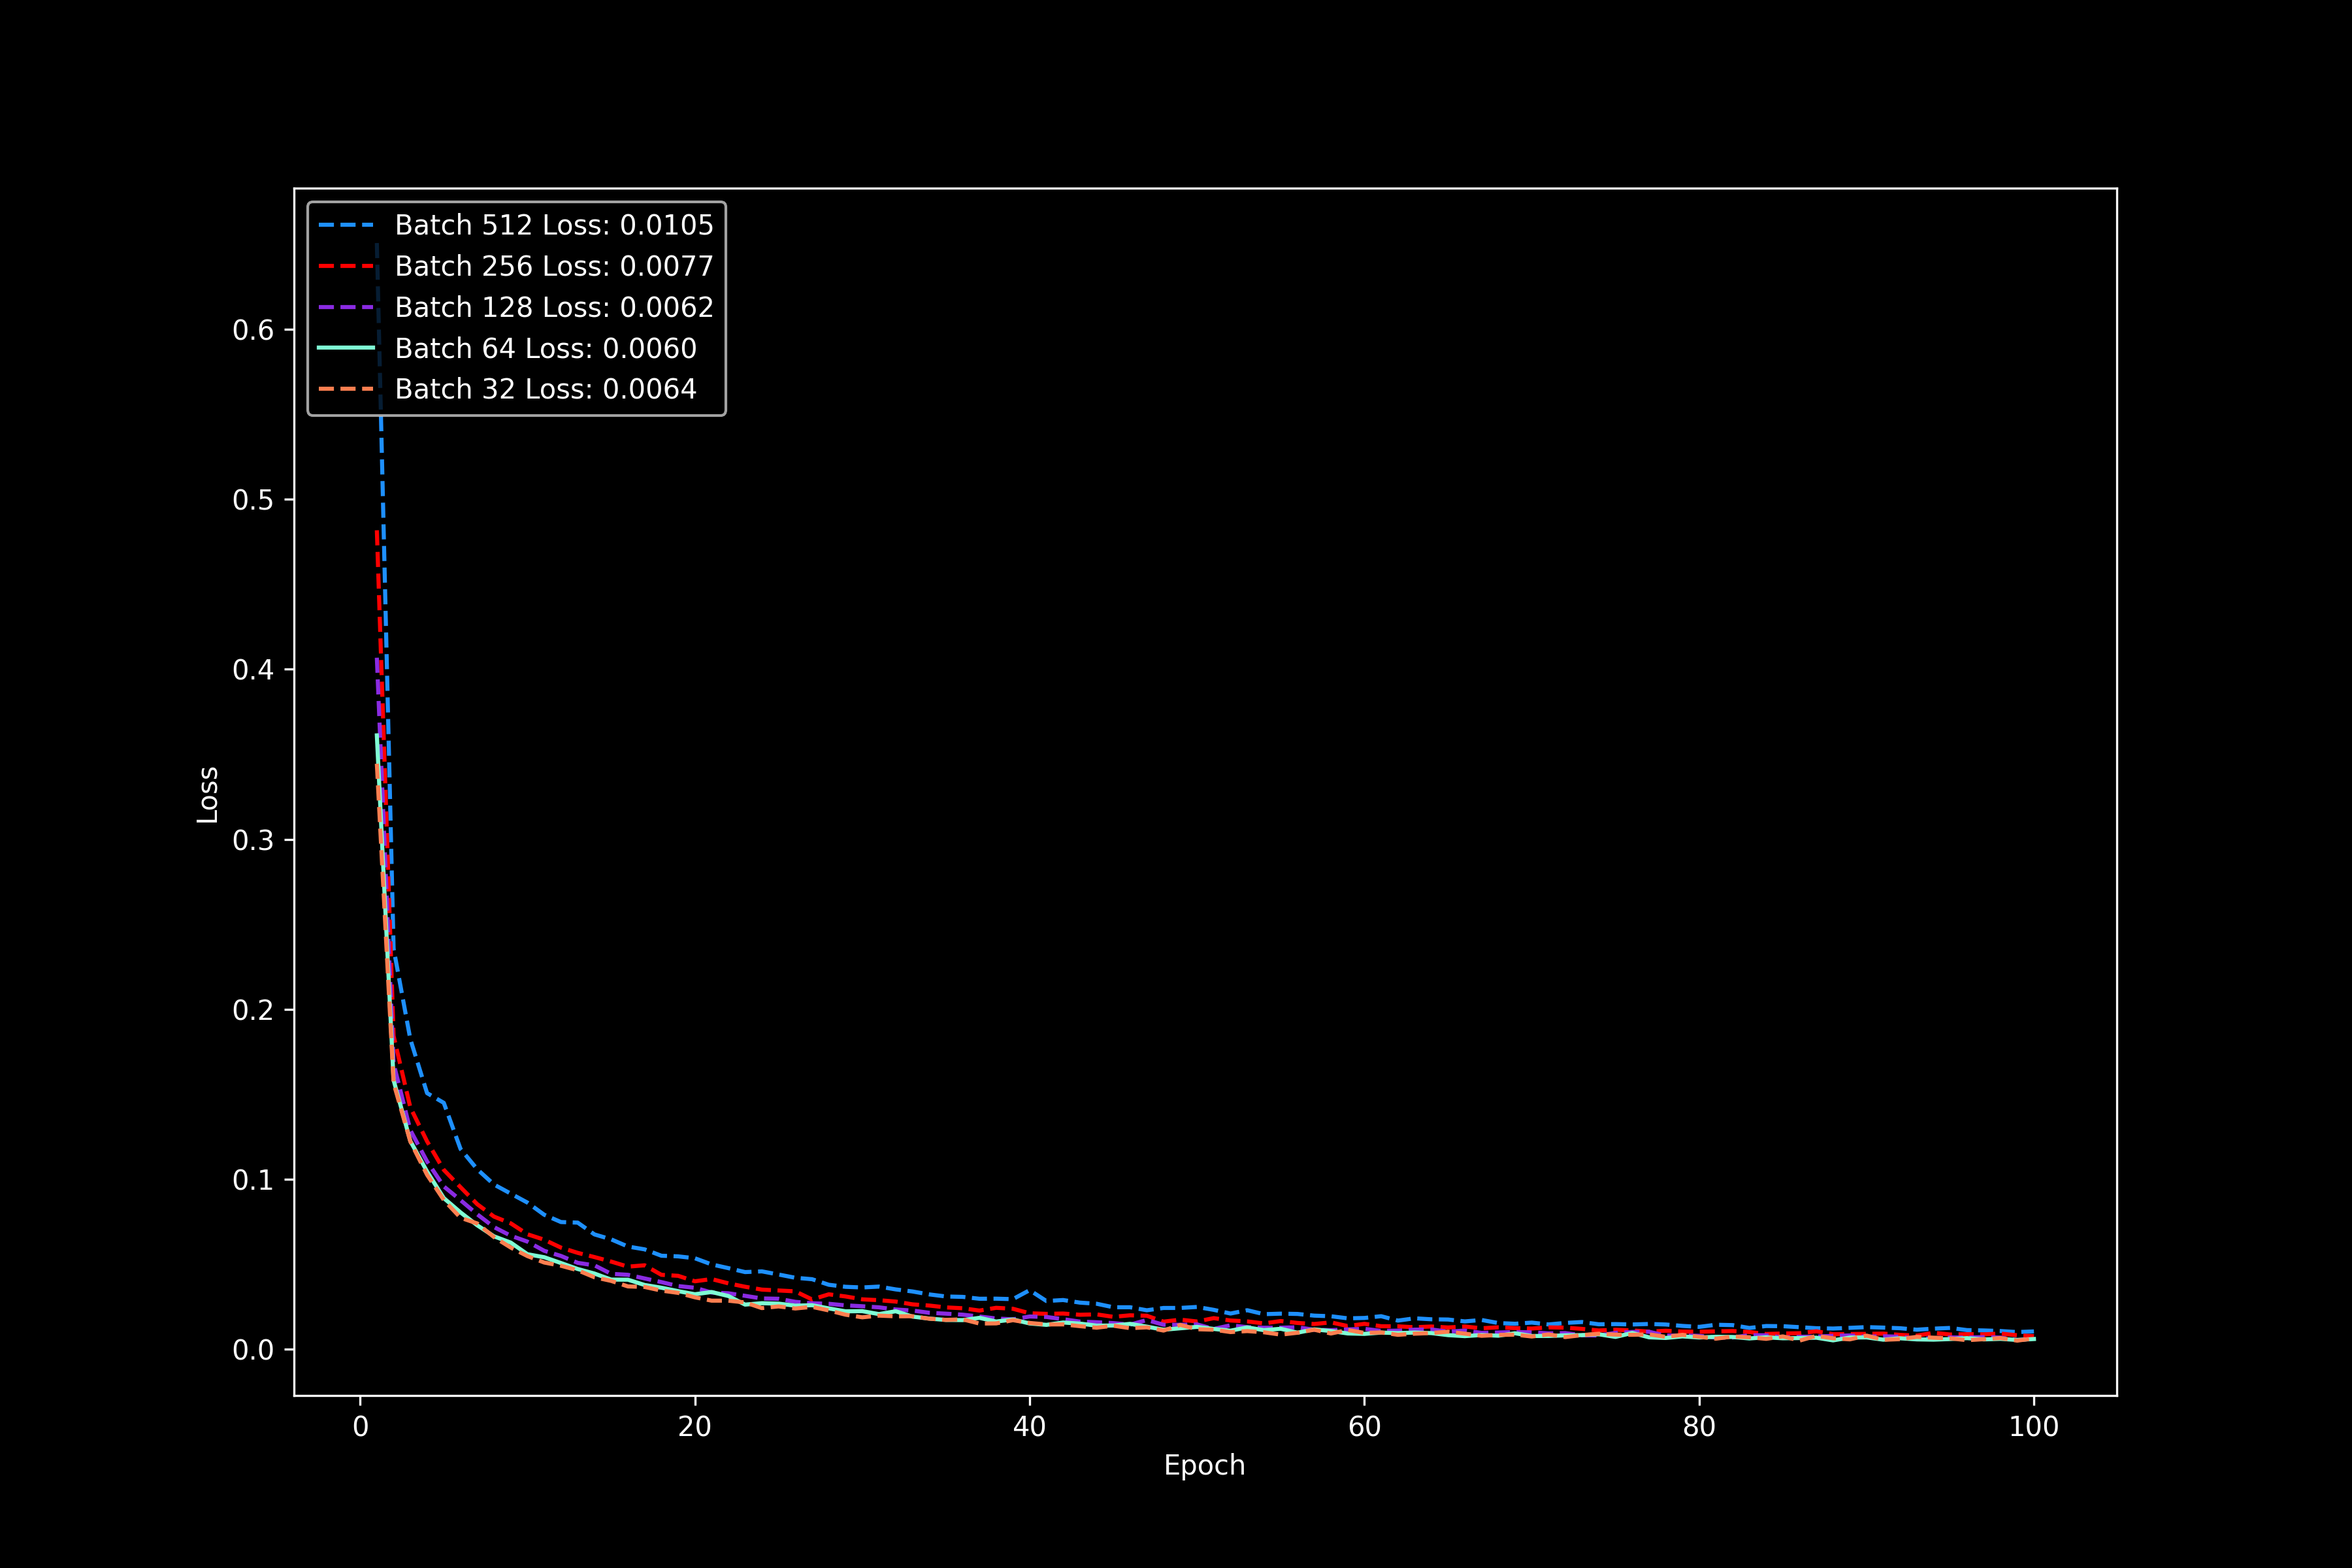 Batch 512 Loss: 0.0105
Batch 256 Loss: 0.0077
Batch 128 Loss: 0.0062
Batch 64 Loss: 0.0060
Batch 32 Loss: 0.0064
0.6
0.5
0.4
0.3
0.2
0.1
0.0
Loss
0 20 40 60 80 100
Epoch